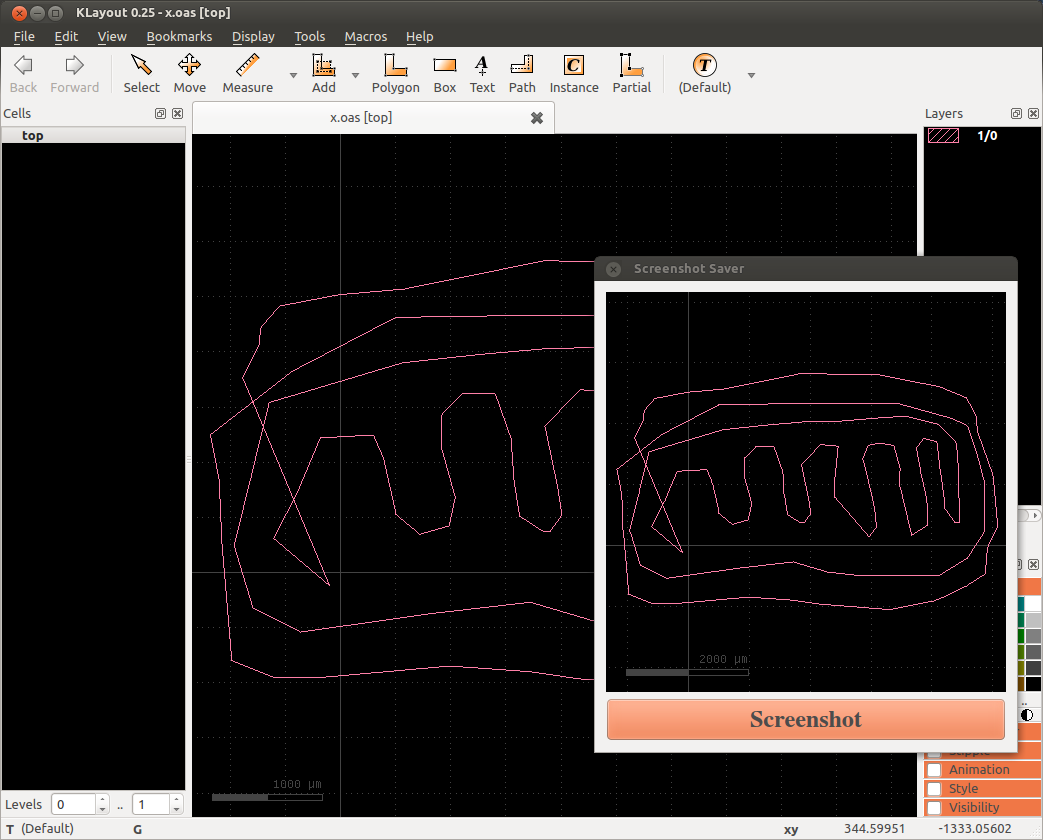 KLayout 0.25 - x.oas [top]
File Edit View Bookmarks Display Tools Macros Help
Back Forward Select Move Measure Add Polygon Box Text Path Instance Partial (Default)
Cells
x.oas [top]
Layers
top
1/0
Screenshot Saver
2000 µm
Screenshot
1000 µm
Animation
Style
Visibility
Levels 0 .. 1
T (Default) G xy 344.59951 -1333.05602